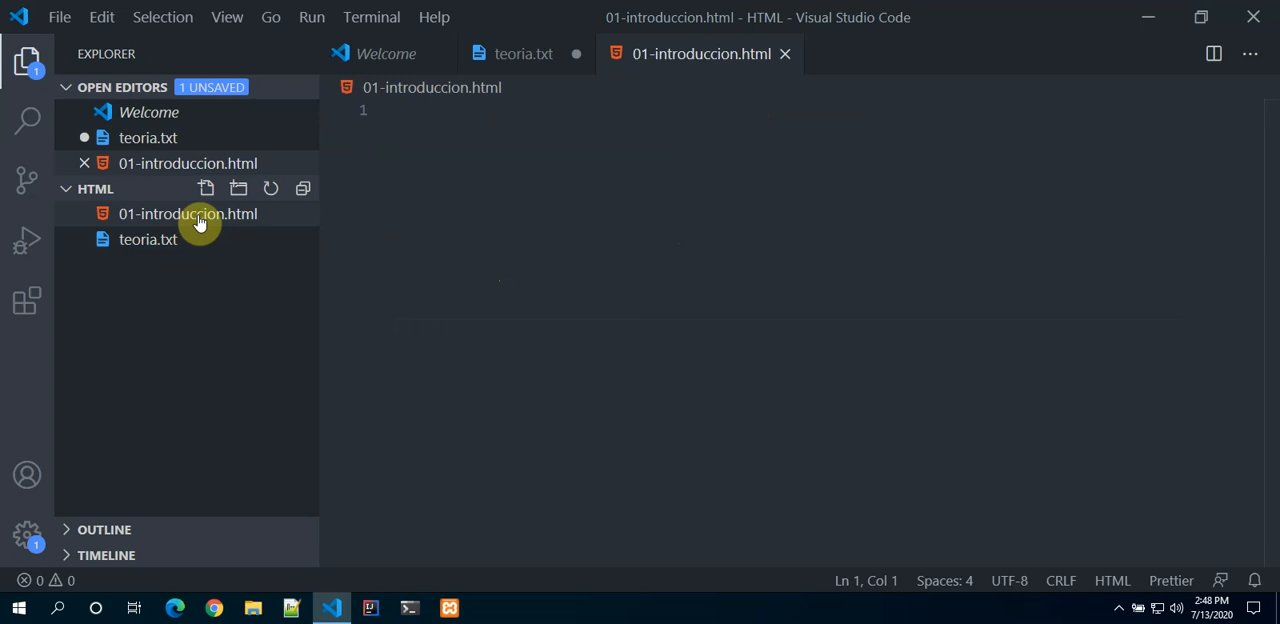 File Edit Selection View Go Run Terminal Help 01-introduccion.html - HTML - Visual Studio Code
EXPLORER Welcome teoria.txt 01-introduccion.html
1
OPEN EDITORS 1 UNSAVED
01-introduccion.html
1
Welcome
teoria.txt
01-introduccion.html
HTML
01-introduccion.html
teoria.txt
OUTLINE
1
TIMELINE
0 0 Ln 1, Col 1 Spaces: 4 UTF-8 CRLF HTML Prettier
2:48 PM
7/13/2020